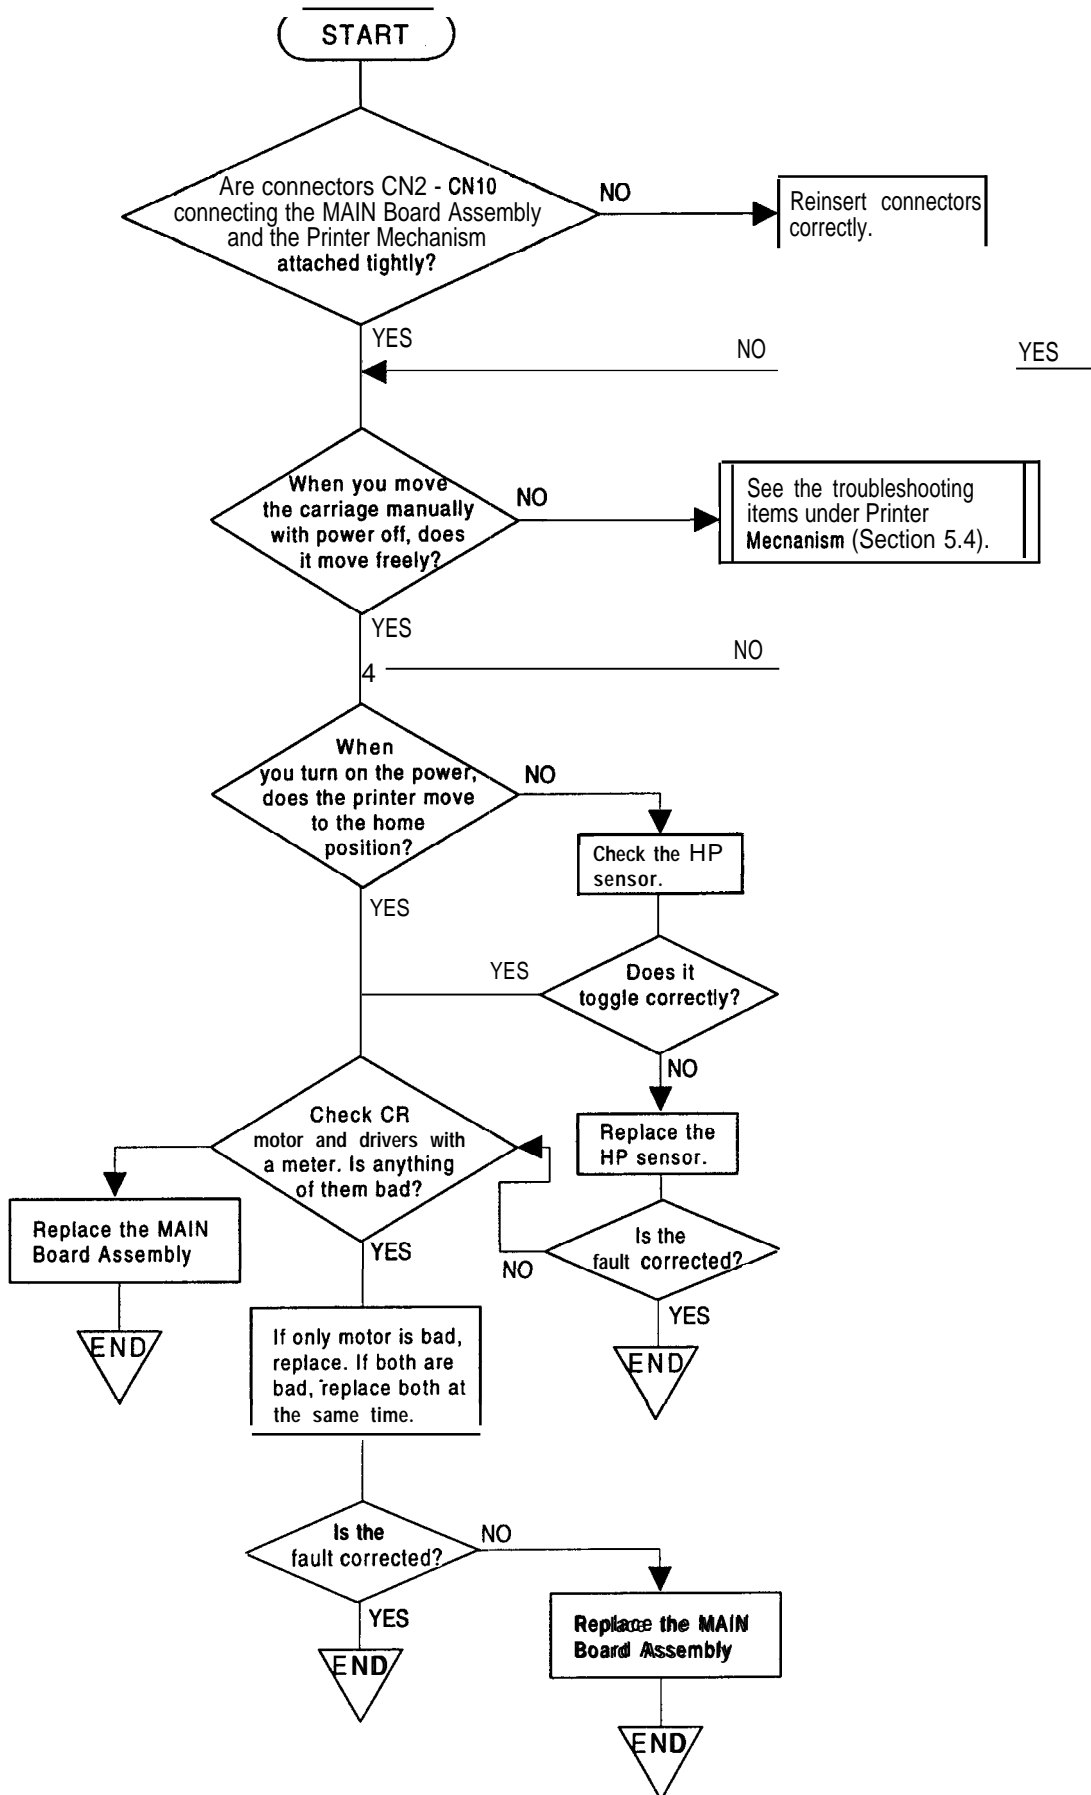 START
Are connectors CN2 - CN10
connecting the MAIN Board Assembly
and the Printer Mechanism
attached tightly?
NO
Reinsert connectors
correctly.
YES
NO
YES
When you move
the carriage manually
with power off, does
it move freely?
NO
See the troubleshooting
items under Printer
Mecnanism (Section 5.4).
YES
NO
4
When
you turn on the power,
does the printer move
to the home
position?
NO
Check the HP
sensor.
YES
YES
Does it
toggle correctly?
NO
Check CR
motor and drivers with
a meter. Is anything
of them bad?
Replace the
HP sensor.
Replace the MAIN
Board Assembly
YES
Is the
fault corrected?
NO
YES
END
If only motor is bad,
replace. If both are
bad, replace both at
the same time.
END
Is the
fault corrected?
NO
YES
Replace the MAIN
Board Assembly
END
END